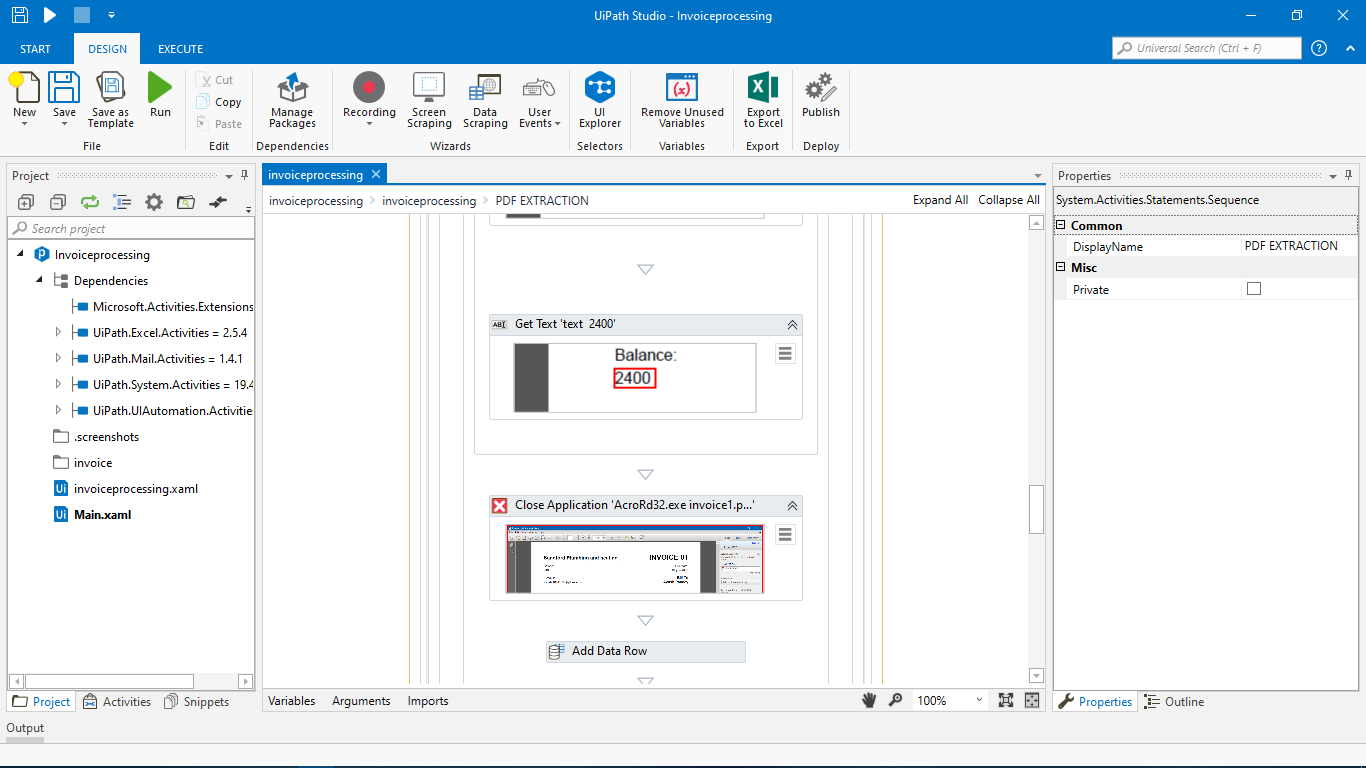 UiPath Studio - Invoiceprocessing
START DESIGN EXECUTE
Universal Search (Ctrl + F)
New
Save
Save as
Template
Run
File
Cut
Copy
Paste
Edit
Manage
Packages
Dependencies
Recording
Screen
Scraping
Data
Scraping
User
Events
Wizards
UI
Explorer
Selectors
Remove Unused
Variables
Variables
Export
to Excel
Export
Publish
Deploy
Project
Search project
Invoiceprocessing
Dependencies
Microsoft.Activities.Extensions
UiPath.Excel.Activities = 2.5.4
UiPath.Mail.Activities = 1.4.1
UiPath.System.Activities = 19.4
UiPath.UIAutomation.Activitie
.screenshots
invoice
invoiceprocessing.xaml
Main.xaml
Project Activities Snippets
invoiceprocessing
invoiceprocessing > invoiceprocessing > PDF EXTRACTION
Expand All Collapse All
Get Text 'text 2400'
Balance:
2400
Close Application 'AcroRd32.exe invoice1.p...'
INVOICE 01
Add Data Row
Variables Arguments Imports
100%
Properties
System.Activities.Statements.Sequence
Common
DisplayName PDF EXTRACTION
Misc
Private
Properties Outline
Output